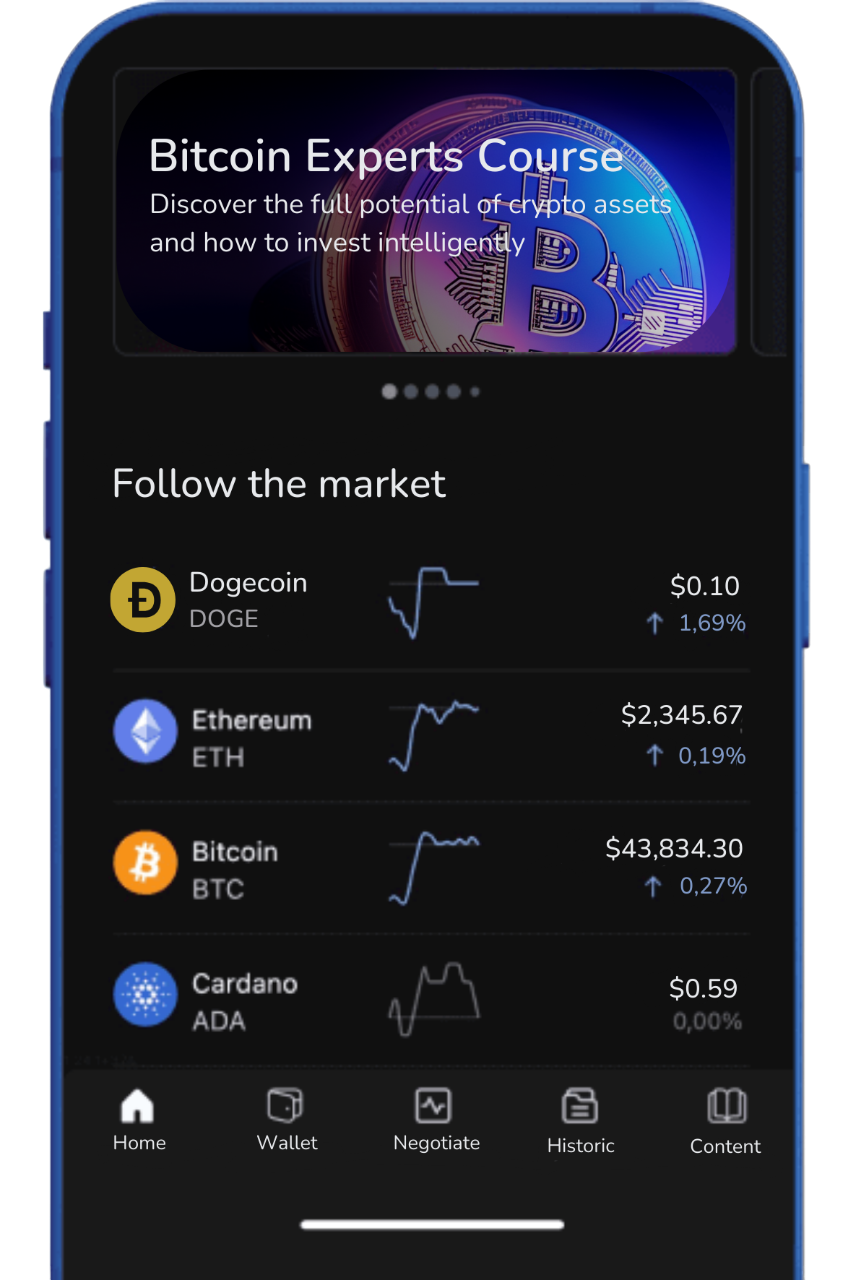 Bitcoin Experts Course
Discover the full potential of crypto assets
and how to invest intelligently
Follow the market
Dogecoin
DOGE
$0.10
↑ 1,69%
Ethereum
ETH
$2,345.67
↑ 0,19%
Bitcoin
BTC
$43,834.30
↑ 0,27%
Cardano
ADA
$0.59
0,00%
Home
Wallet
Negotiate
Historic
Content